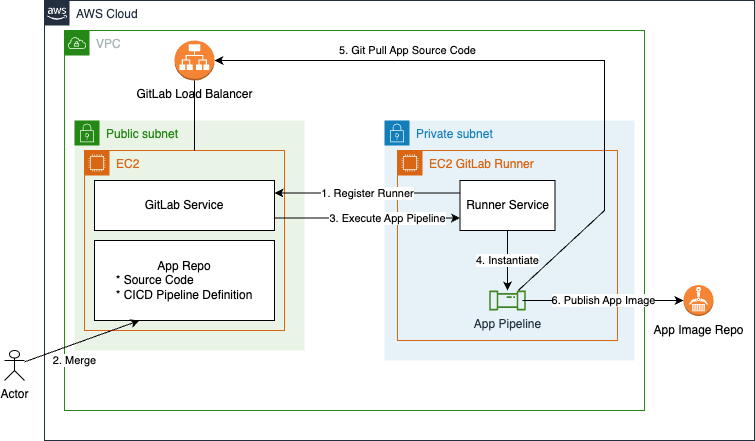 aws
AWS Cloud
VPC
5. Git Pull App Source Code
GitLab Load Balancer
Public subnet
Private subnet
EC2
EC2 GitLab Runner
GitLab Service
1. Register Runner
Runner Service
3. Execute App Pipeline
App Repo
* Source Code
* CICD Pipeline Definition
4. Instantiate
6. Publish App Image
App Pipeline
App Image Repo
2. Merge
Actor